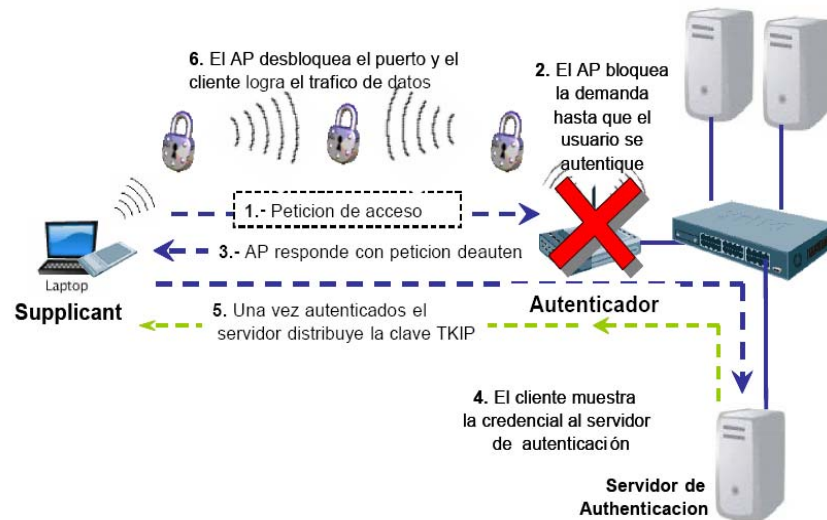 6. El AP desbloquea el puerto y el
cliente logra el trafico de datos
2. El AP bloquea
la demanda
hasta que el
usuario se
autentique
1.- Peticion de acceso
3.- AP responde con peticion deauten
Laptop
Supplicant
Autenticador
5. Una vez autenticados el
servidor distribuye la clave TKIP
4. El cliente muestra
la credencial al servidor
de autenticación
Servidor de
Authenticacion